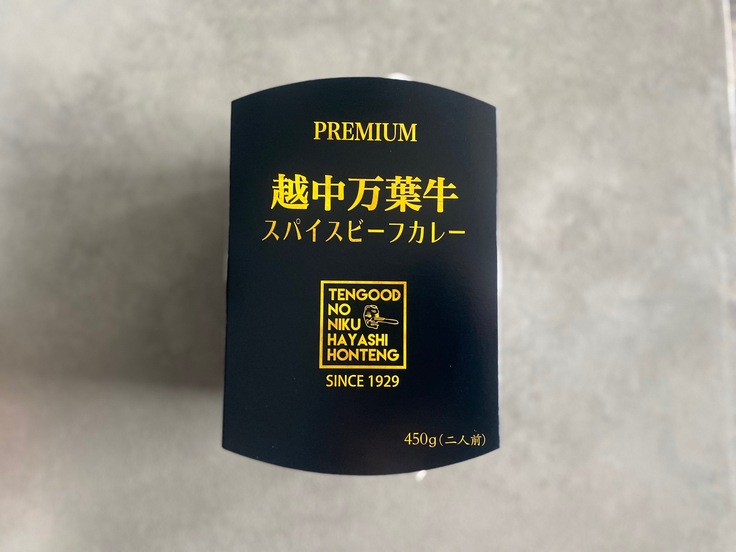 PREMIUM
越中万葉牛
スパイスビーフカレー
TENGOOD
NO
NIKU
HAYASHI
HONTENG
SINCE 1929
450g(二人前)